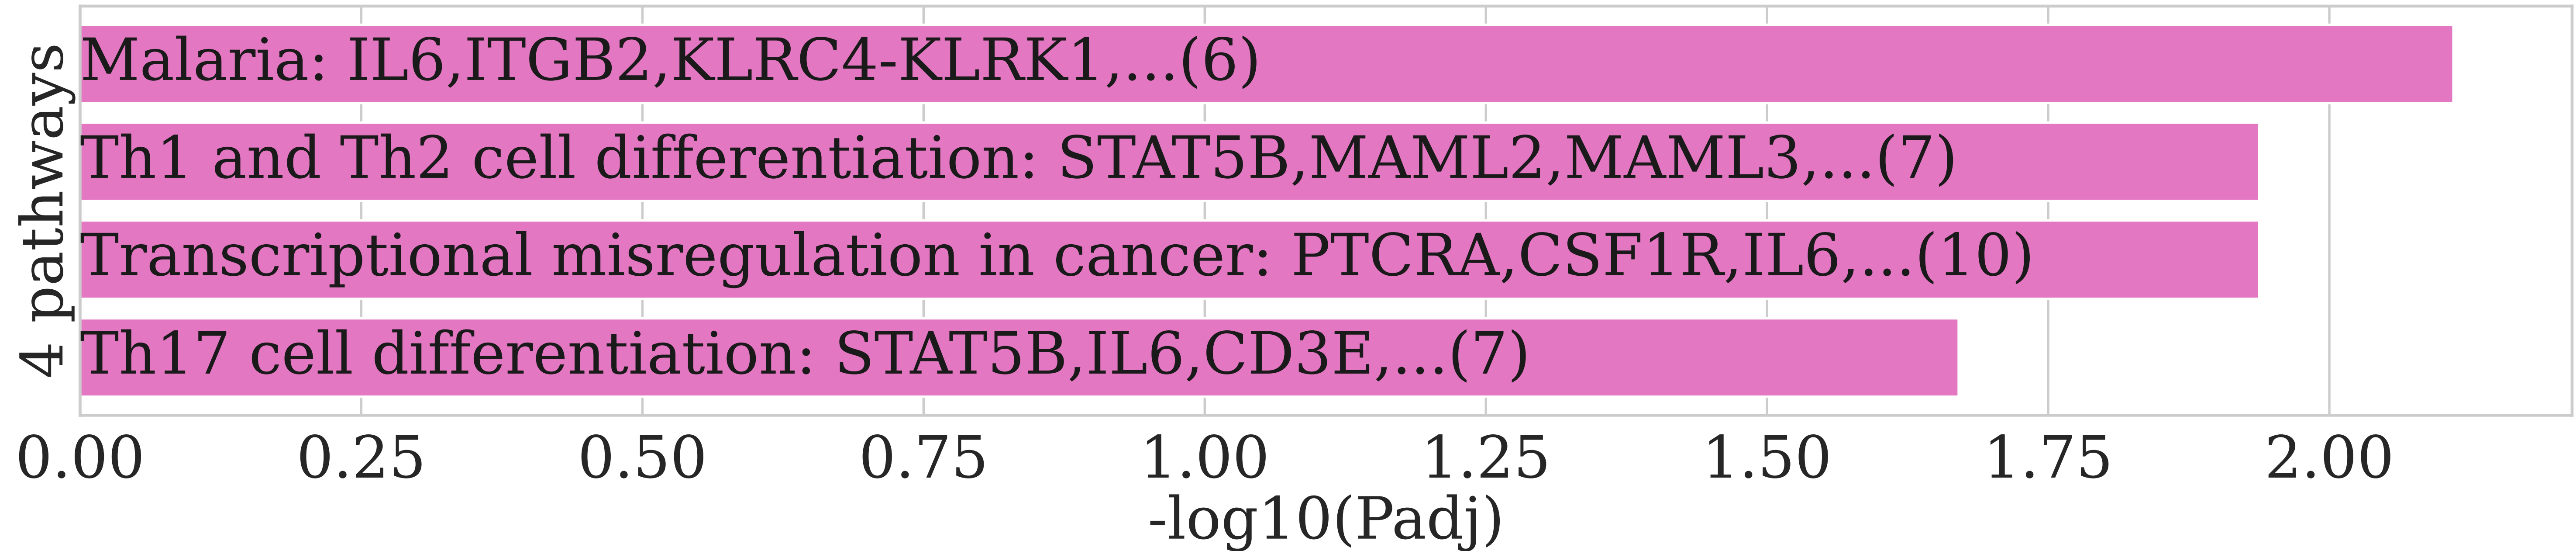 4 pathways
Malaria: IL6,ITGB2,KLRC4-KLRK1,...(6)
Th1 and Th2 cell differentiation: STAT5B,MAML2,MAML3,...(7)
Transcriptional misregulation in cancer: PTCRA,CSF1R,IL6,...(10)
Th17 cell differentiation: STAT5B,IL6,CD3E,...(7)
0.00 0.25 0.50 0.75 1.00 1.25 1.50 1.75 2.00
-log10(Padj)